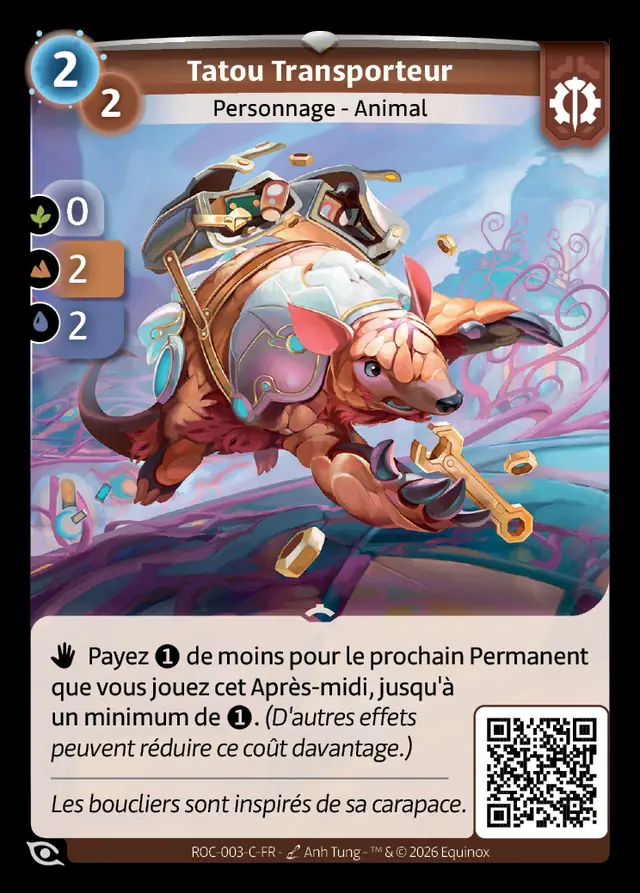 2
2
Tatou Transporteur
Personnage - Animal
0
2
2
Payez 1 de moins pour le prochain Permanent
que vous jouez cet Après-midi, jusqu'à
un minimum de 1. (D'autres effets
peuvent réduire ce coût davantage.)
Les boucliers sont inspirés de sa carapace.
ROC-003-C-FR - Anh Tung - ™ & © 2026 Equinox